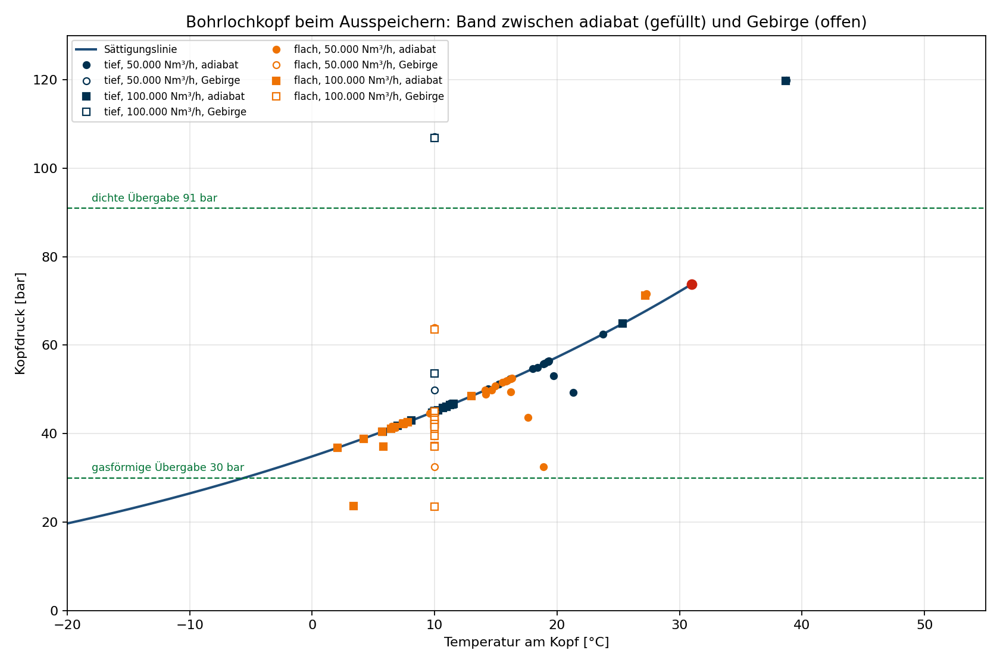 Bohrlochkopf beim Ausspeichern: Band zwischen adiabat (gefüllt) und Gebirge (offen)
Sättigungslinie
tief, 50.000 Nm³/h, adiabat
tief, 50.000 Nm³/h, Gebirge
tief, 100.000 Nm³/h, adiabat
tief, 100.000 Nm³/h, Gebirge
flach, 50.000 Nm³/h, adiabat
flach, 50.000 Nm³/h, Gebirge
flach, 100.000 Nm³/h, adiabat
flach, 100.000 Nm³/h, Gebirge
Kopfdruck [bar]
120
100
80
60
40
20
0
dichte Übergabe 91 bar
gasförmige Übergabe 30 bar
−20
−10
0
10
20
30
40
50
Temperatur am Kopf [°C]